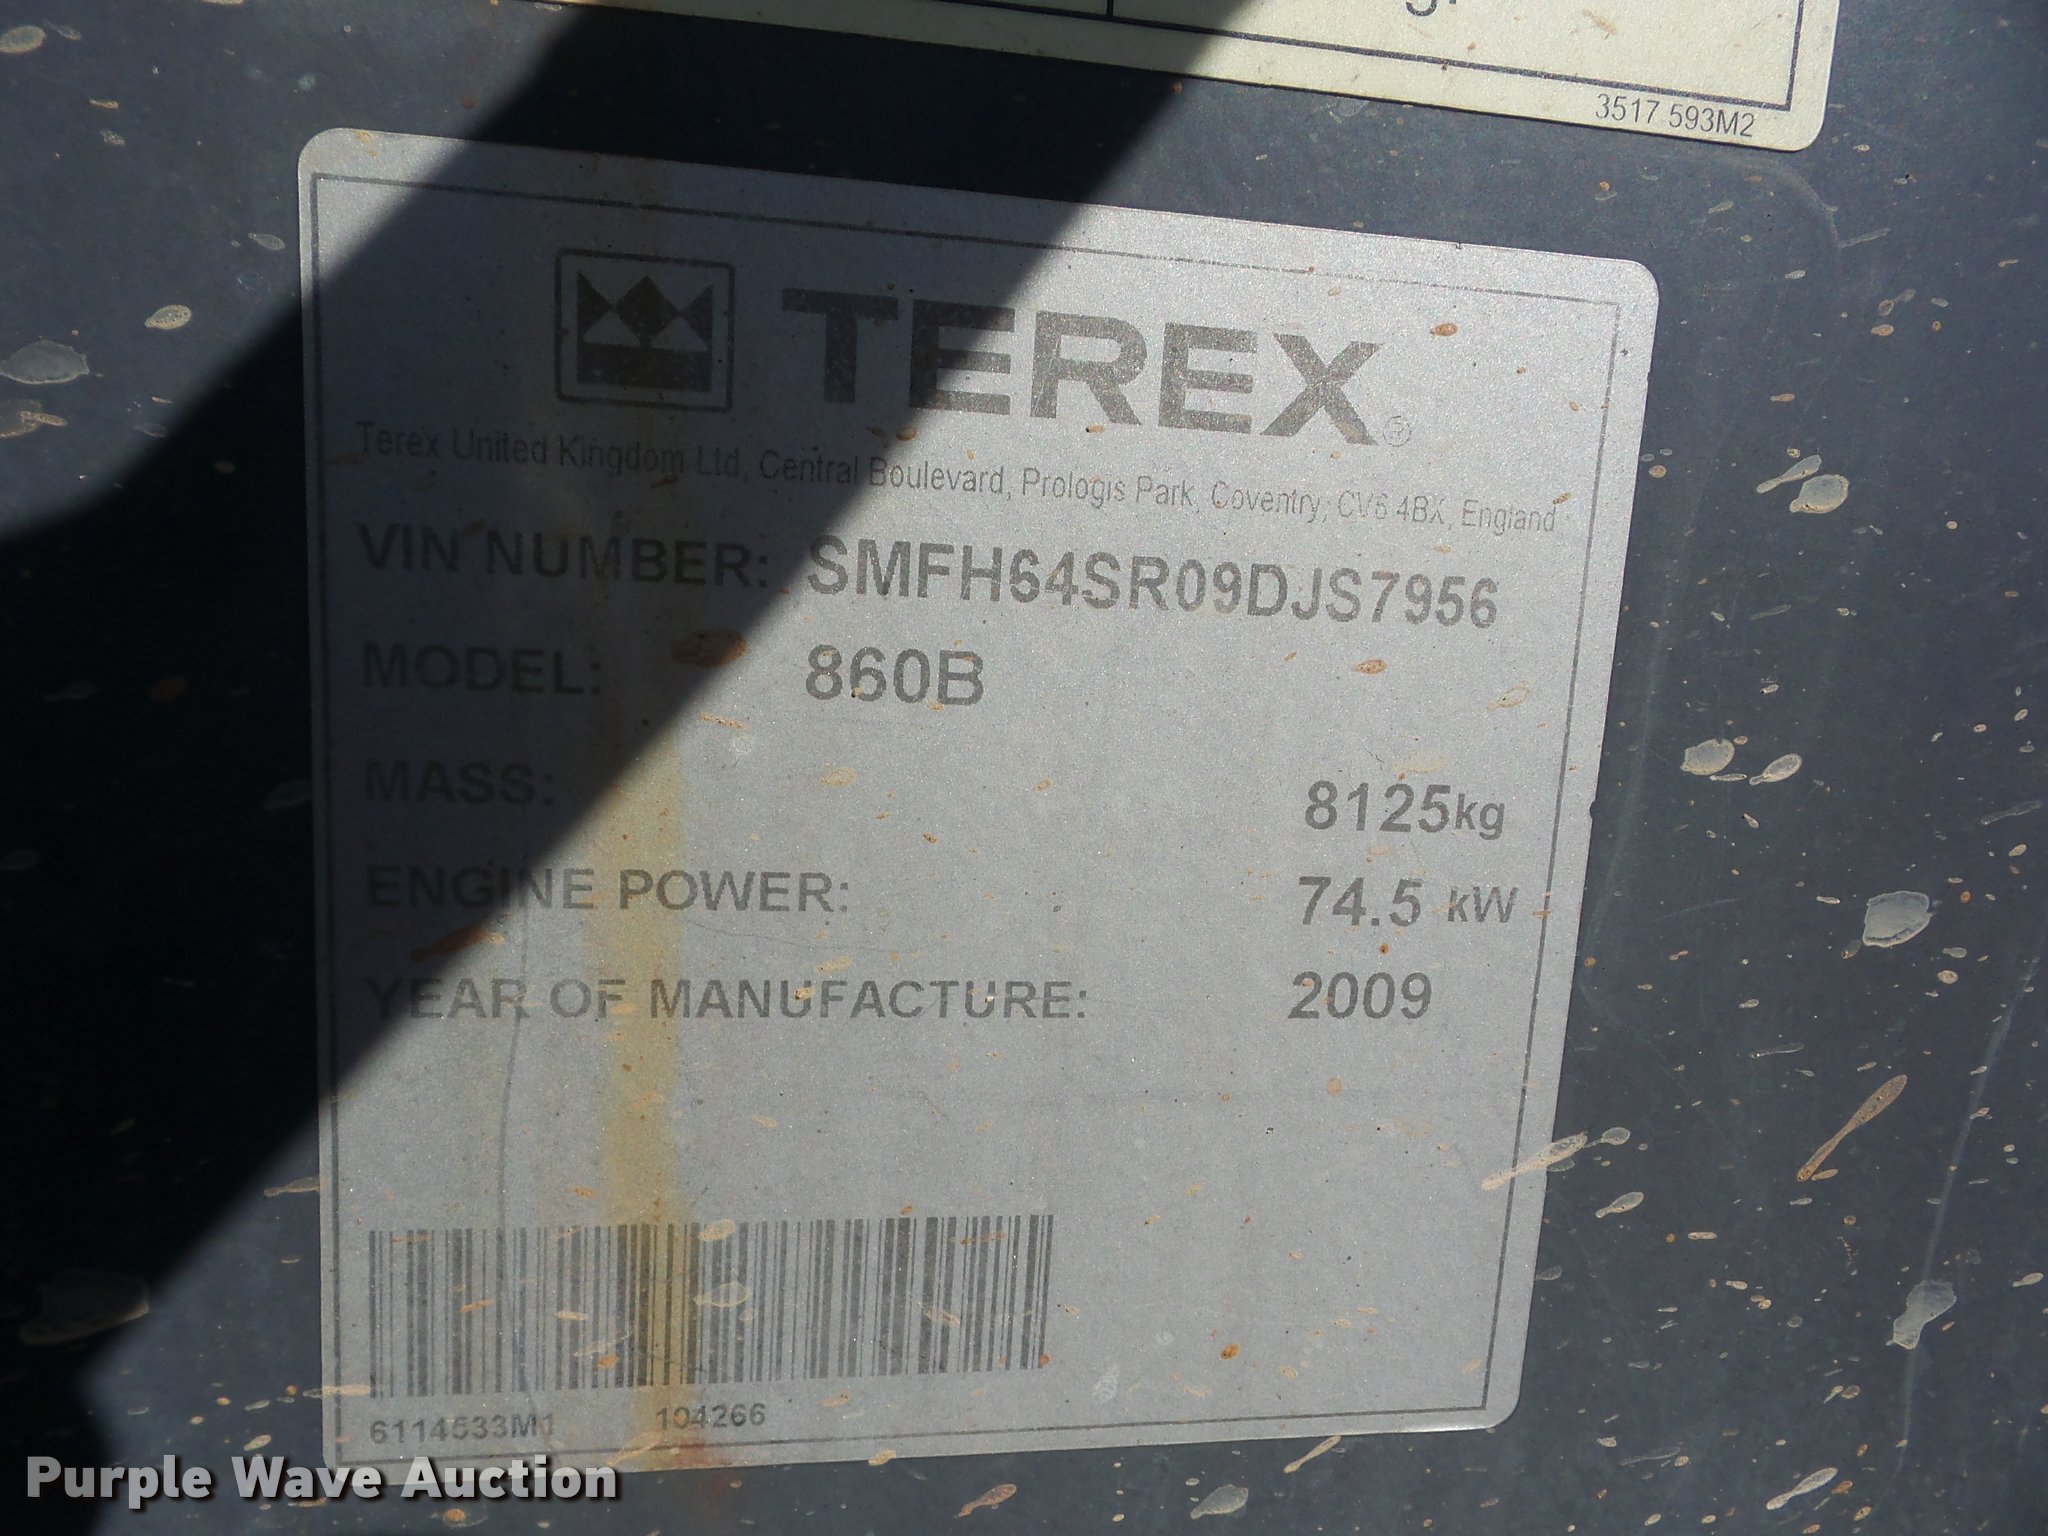 3517 593M2
TEREX®
Terex United Kingdom Ltd, Central Boulevard, Prologis Park, Coventry, CV6 4BX, England
VIN NUMBER: SMFH64SR09DJS7956
MODEL: 860B
MASS: 8125kg
ENGINE POWER: 74.5 kW
YEAR OF MANUFACTURE: 2009
6114533M1 104266
Purple Wave Auction